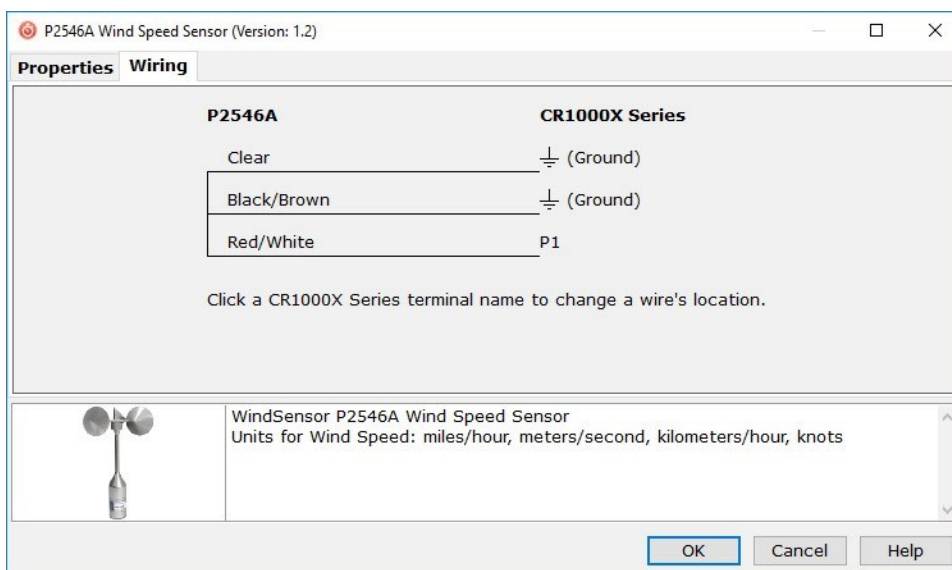 P2546A Wind Speed Sensor (Version: 1.2)
Properties Wiring
P2546A CR1000X Series
Clear ⏚ (Ground)
Black/Brown ⏚ (Ground)
Red/White P1
Click a CR1000X Series terminal name to change a wire's location.
WindSensor P2546A Wind Speed Sensor
Units for Wind Speed: miles/hour, meters/second, kilometers/hour, knots
OK Cancel Help